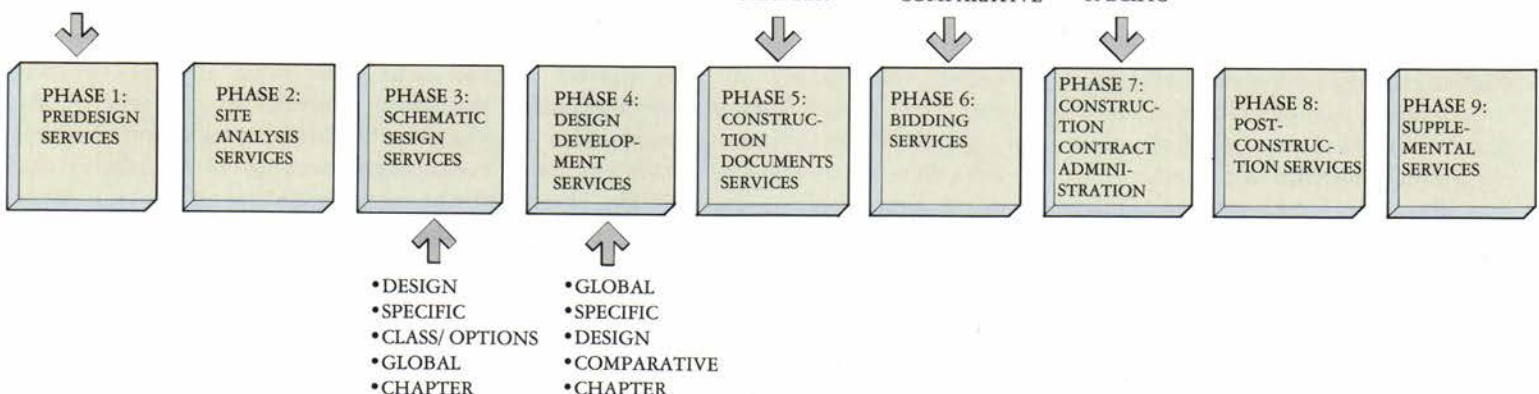 PHASE 1:
PREDESIGN
SERVICES
PHASE 2:
SITE
ANALYSIS
SERVICES
PHASE 3:
SCHEMATIC
SESIGN
SERVICES
PHASE 4:
DESIGN
DEVELOP-
MENT
SERVICES
PHASE 5:
CONSTRUC-
TION
DOCUMENTS
SERVICES
PHASE 6:
BIDDING
SERVICES
PHASE 7:
CONSTRUC-
TION
CONTRACT
ADMINI-
STRATION
PHASE 8:
POST-
CONSTRUC-
TION SERVICES
PHASE 9:
SUPPLE-
MENTAL
SERVICES
•DESIGN
•SPECIFIC
•CLASS/ OPTIONS
•GLOBAL
•CHAPTER
•GLOBAL
•SPECIFIC
•DESIGN
•COMPARATIVE
•CHAPTER